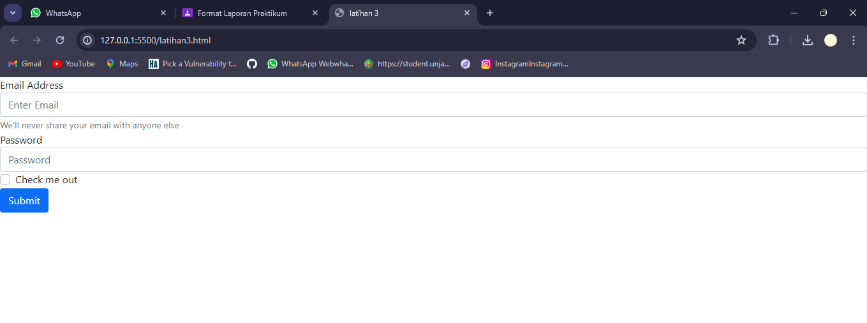 WhatsApp
Format Laporan Praktikum
latihan 3
127.0.0.1:5500/latihan3.html
Gmail
YouTube
Maps
Pick a Vulnerability t...
WhatsApp Webwha...
https://student.unja...
InstagramInstagram...
Email Address
Enter Email
We'll never share your email with anyone else
Password
Password
Check me out
Submit